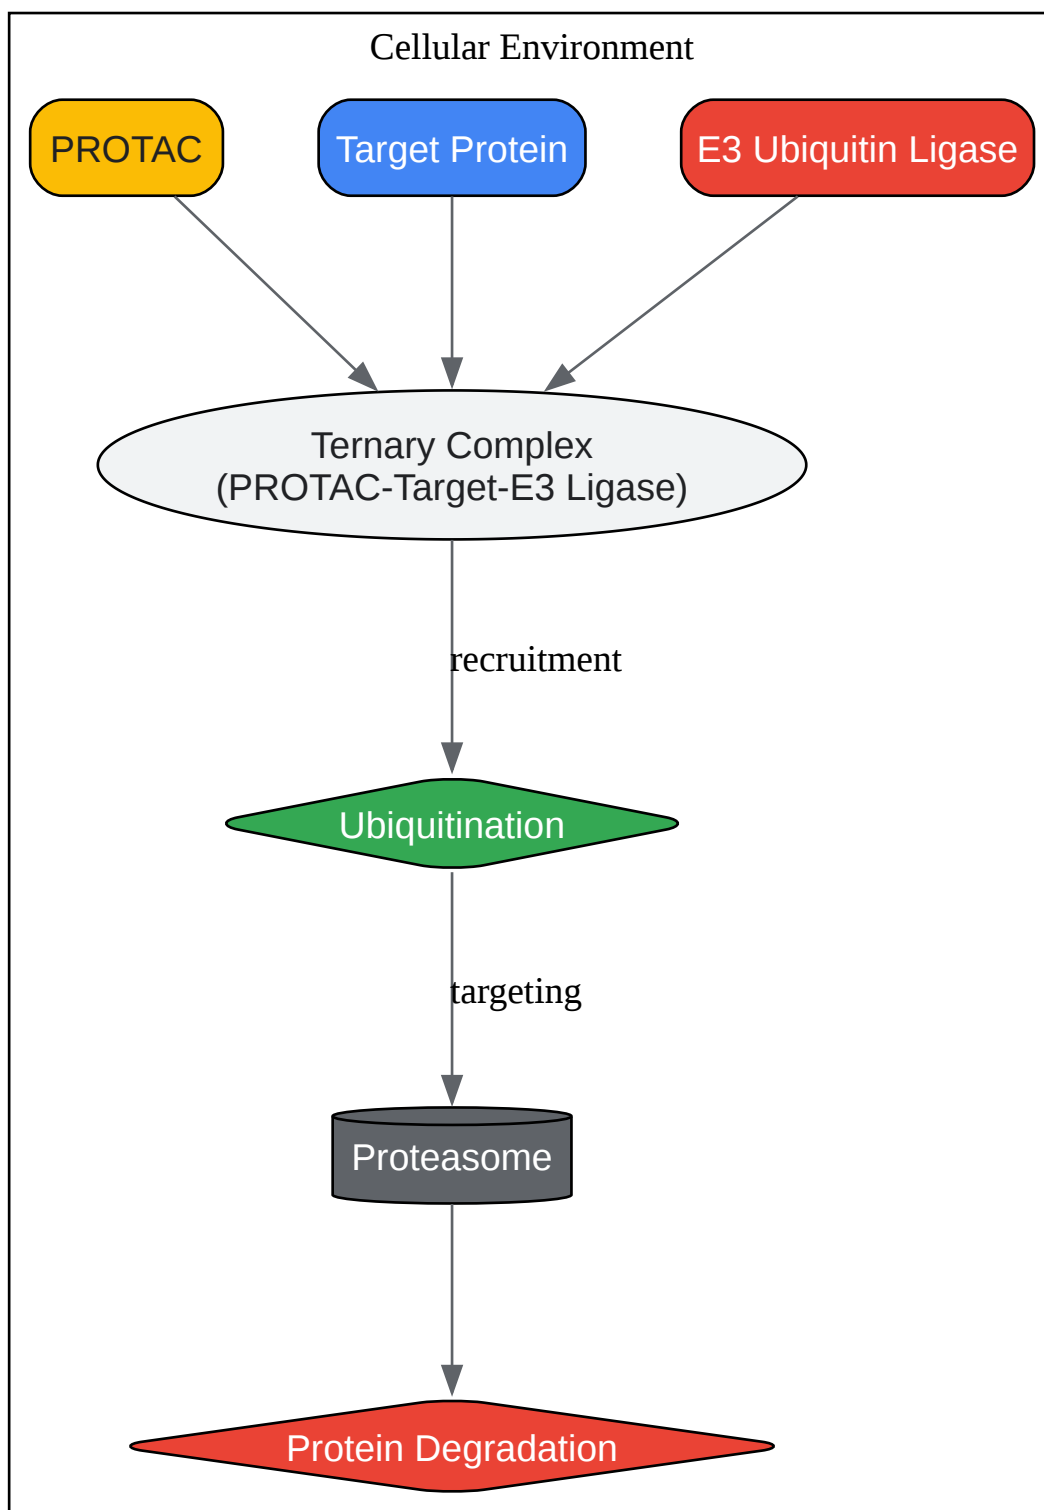 Cellular Environment
PROTAC
Target Protein
E3 Ubiquitin Ligase
Ternary Complex
(PROTAC-Target-E3 Ligase)
recruitment
Ubiquitination
targeting
Proteasome
Protein Degradation